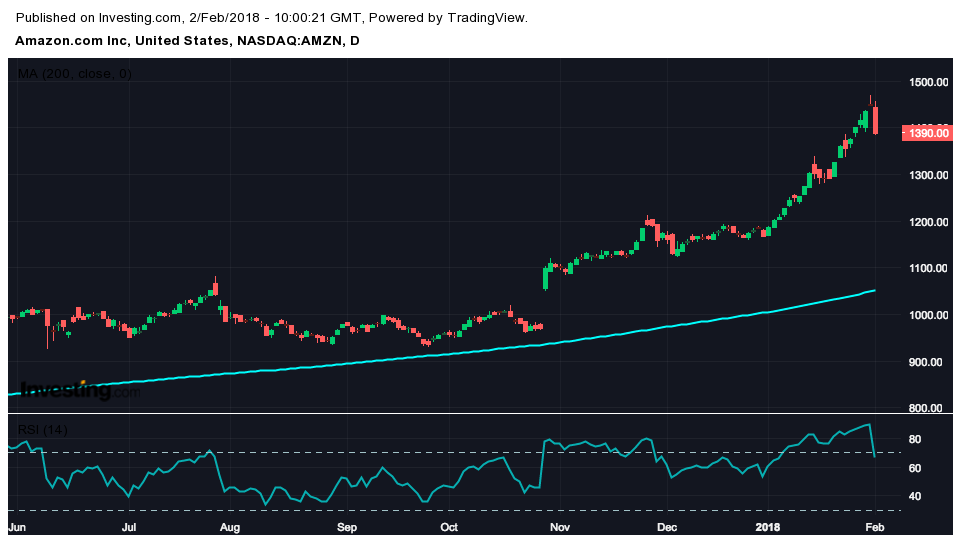 Published on Investing.com, 2/Feb/2018 - 10:00:21 GMT, Powered by TradingView.
Amazon.com Inc, United States, NASDAQ:AMZN, D
MA (200, close, 0)
1500.00
1390.00
1300.00
1200.00
1100.00
1000.00
900.00
800.00
Investing.com
RSI (14)
80
60
40
Jun Jul Aug Sep Oct Nov Dec 2018 Feb